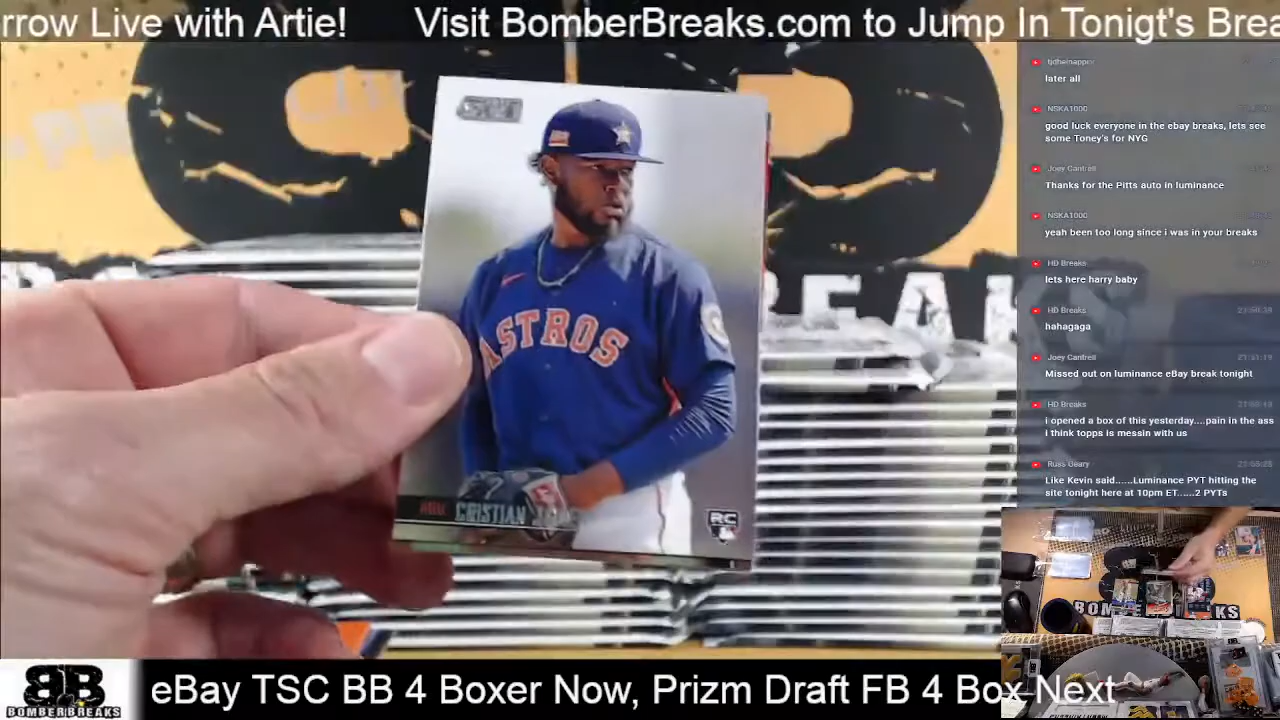 rrow Live with Artie!  Visit BomberBreaks.com to Jump In Tonigt's Brea
ASTROS
CRISTIAN
RC
REAK
later all
NSKA1000
good luck everyone in the ebay breaks, lets see
some Toney's for NYG
Joey Cantrell
Thanks for the Pitts auto in luminance
NSKA1000
yeah been too long since i was in your breaks
HD Breaks
lets here harry baby
HD Breaks
hahagaga
Joey Cantrell
Missed out on luminance eBay break tonight
HD Breaks
i opened a box of this yesterday....pain in the ass
i think topps is messin with us
Russ Geary
Like Kevin said......Luminance PYT hitting the
site tonight here at 10pm ET......2 PYTs
BB
BOMBERBREAKS
eBay TSC BB 4 Boxer Now, Prizm Draft FB 4 Box Next